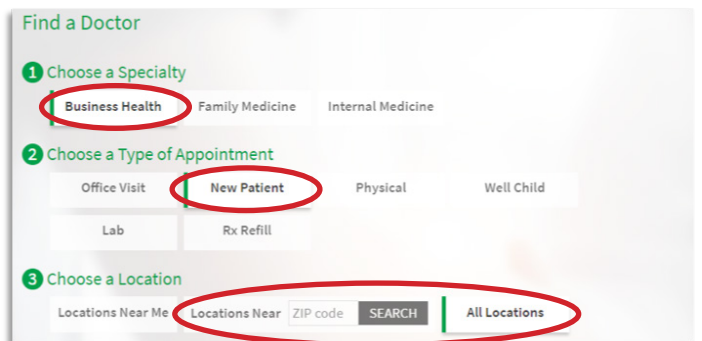 Find a Doctor
1 Choose a Specialty
Business Health Family Medicine Internal Medicine
2 Choose a Type of Appointment
Office Visit New Patient Physical Well Child
Lab Rx Refill
3 Choose a Location
Locations Near Me Locations Near ZIP code SEARCH All Locations